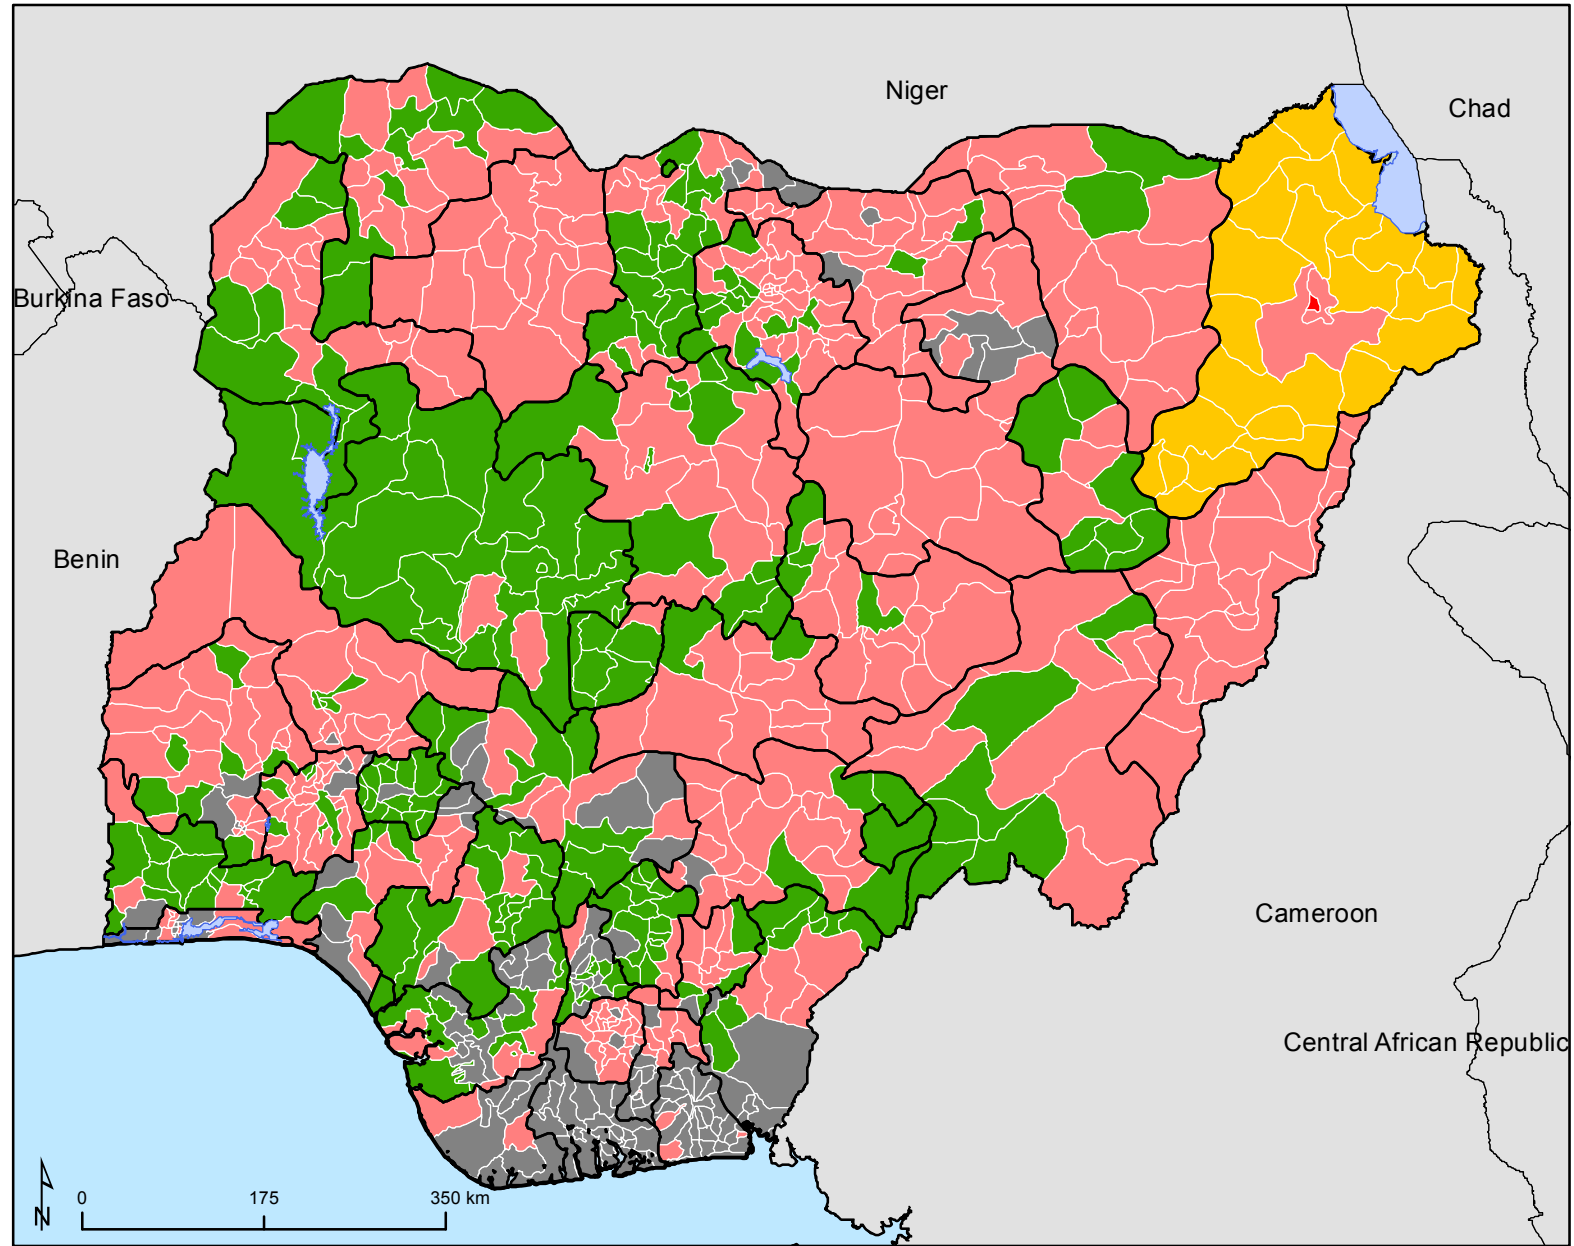 Niger
Chad
Burkina Faso
Benin
Cameroon
Central African Republic
N
0 175 350 km